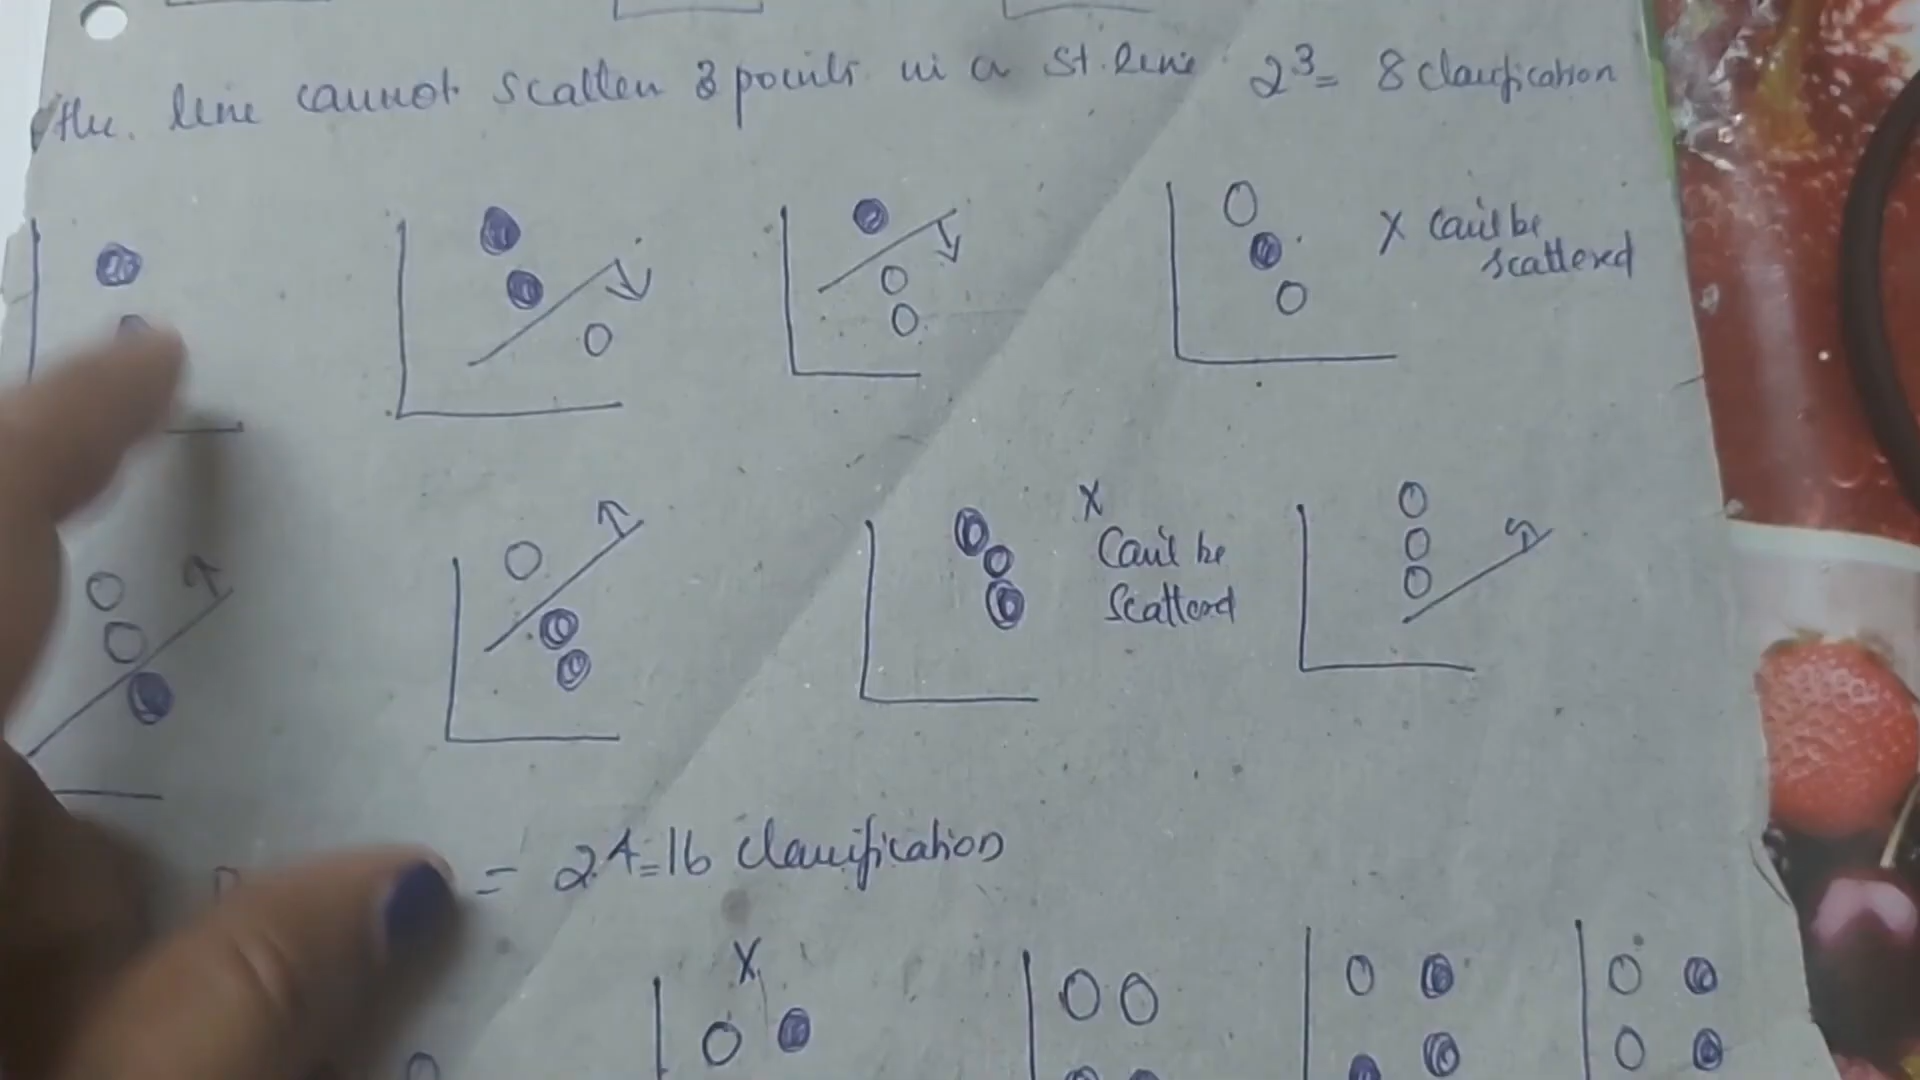 the line cannot scatter 3 points in a st. line 2³ = 8 classification
X can't be
scattered
X
Can't be
Scattered
= 2⁴ = 16 classification
X